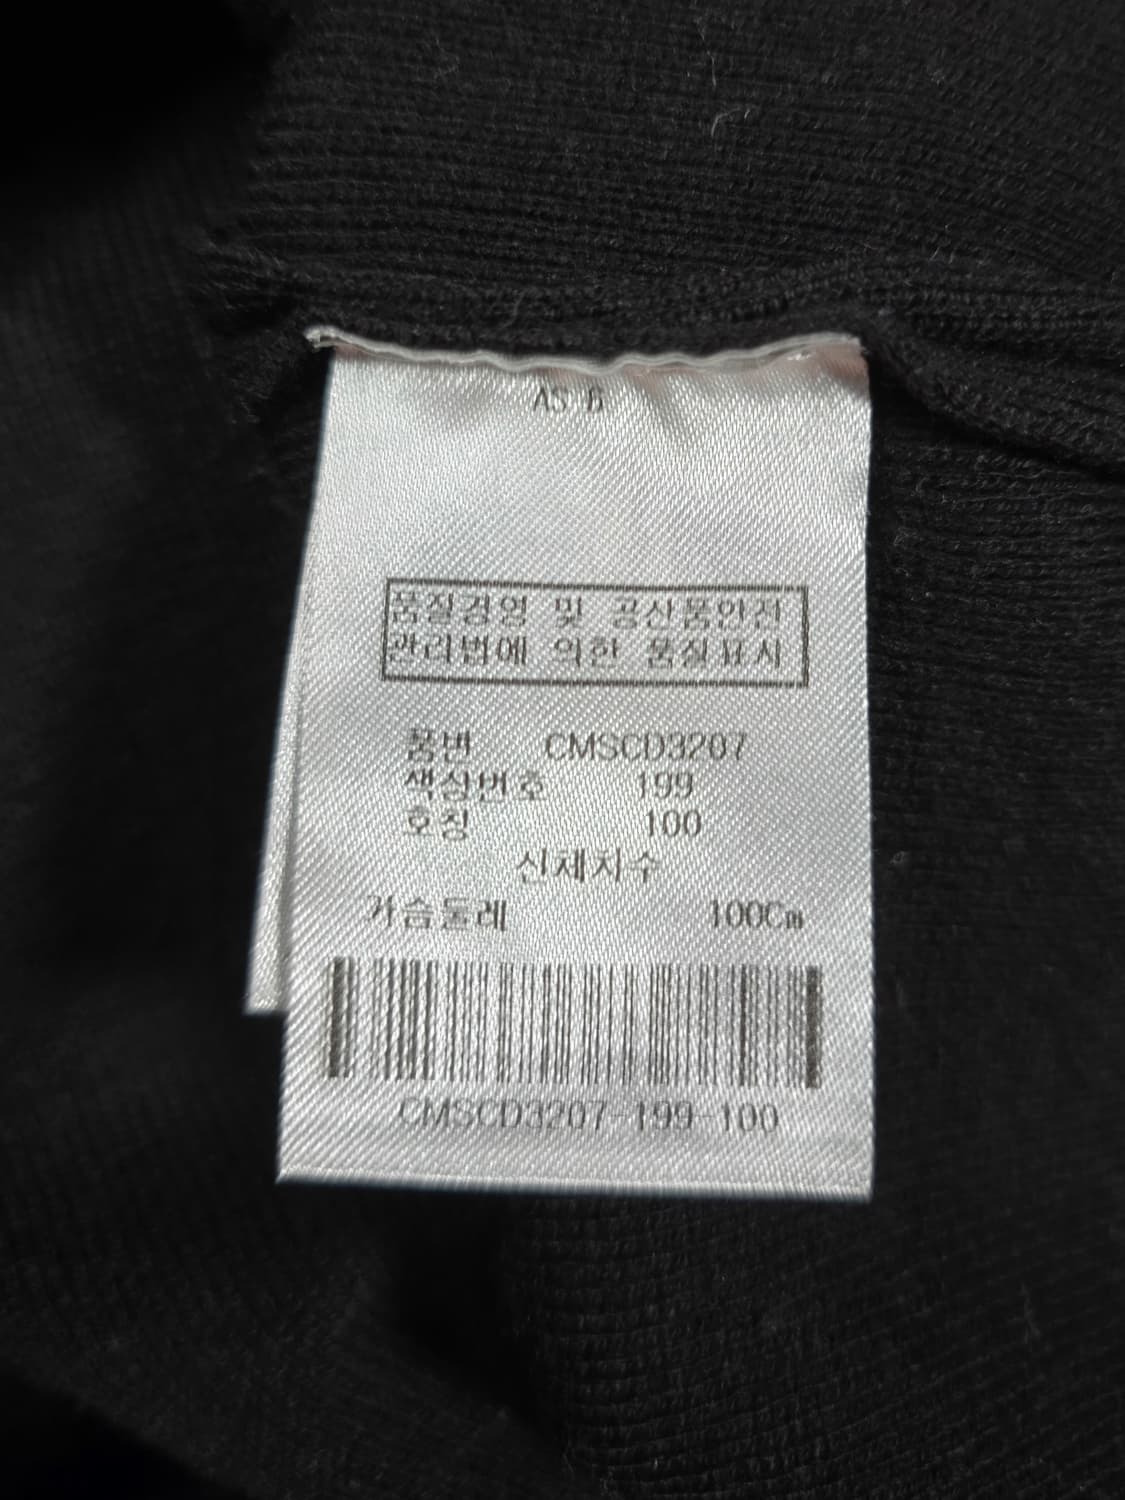 AS 6
품질경영 및 공산품안전
관리법에 의한 품질표시
품번 CMSCD3207
색상번호 199
호칭 100
신체치수
가슴둘레 100Cm
CMSCD3207-199-100